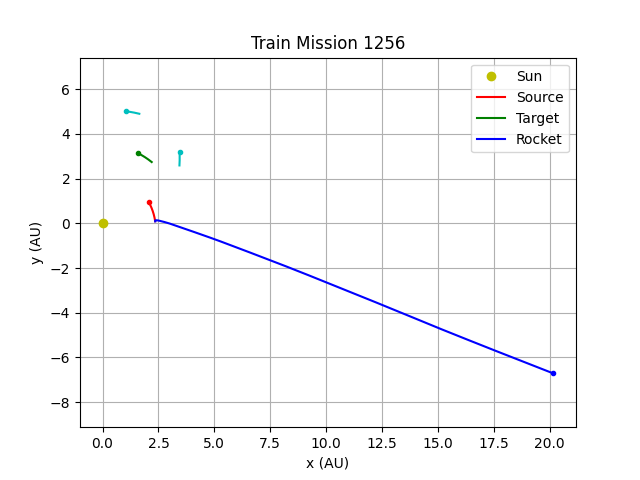 Train Mission 1256
Sun
Source
Target
Rocket
y (AU)
6
4
2
0
−2
−4
−6
−8
0.0 2.5 5.0 7.5 10.0 12.5 15.0 17.5 20.0
x (AU)